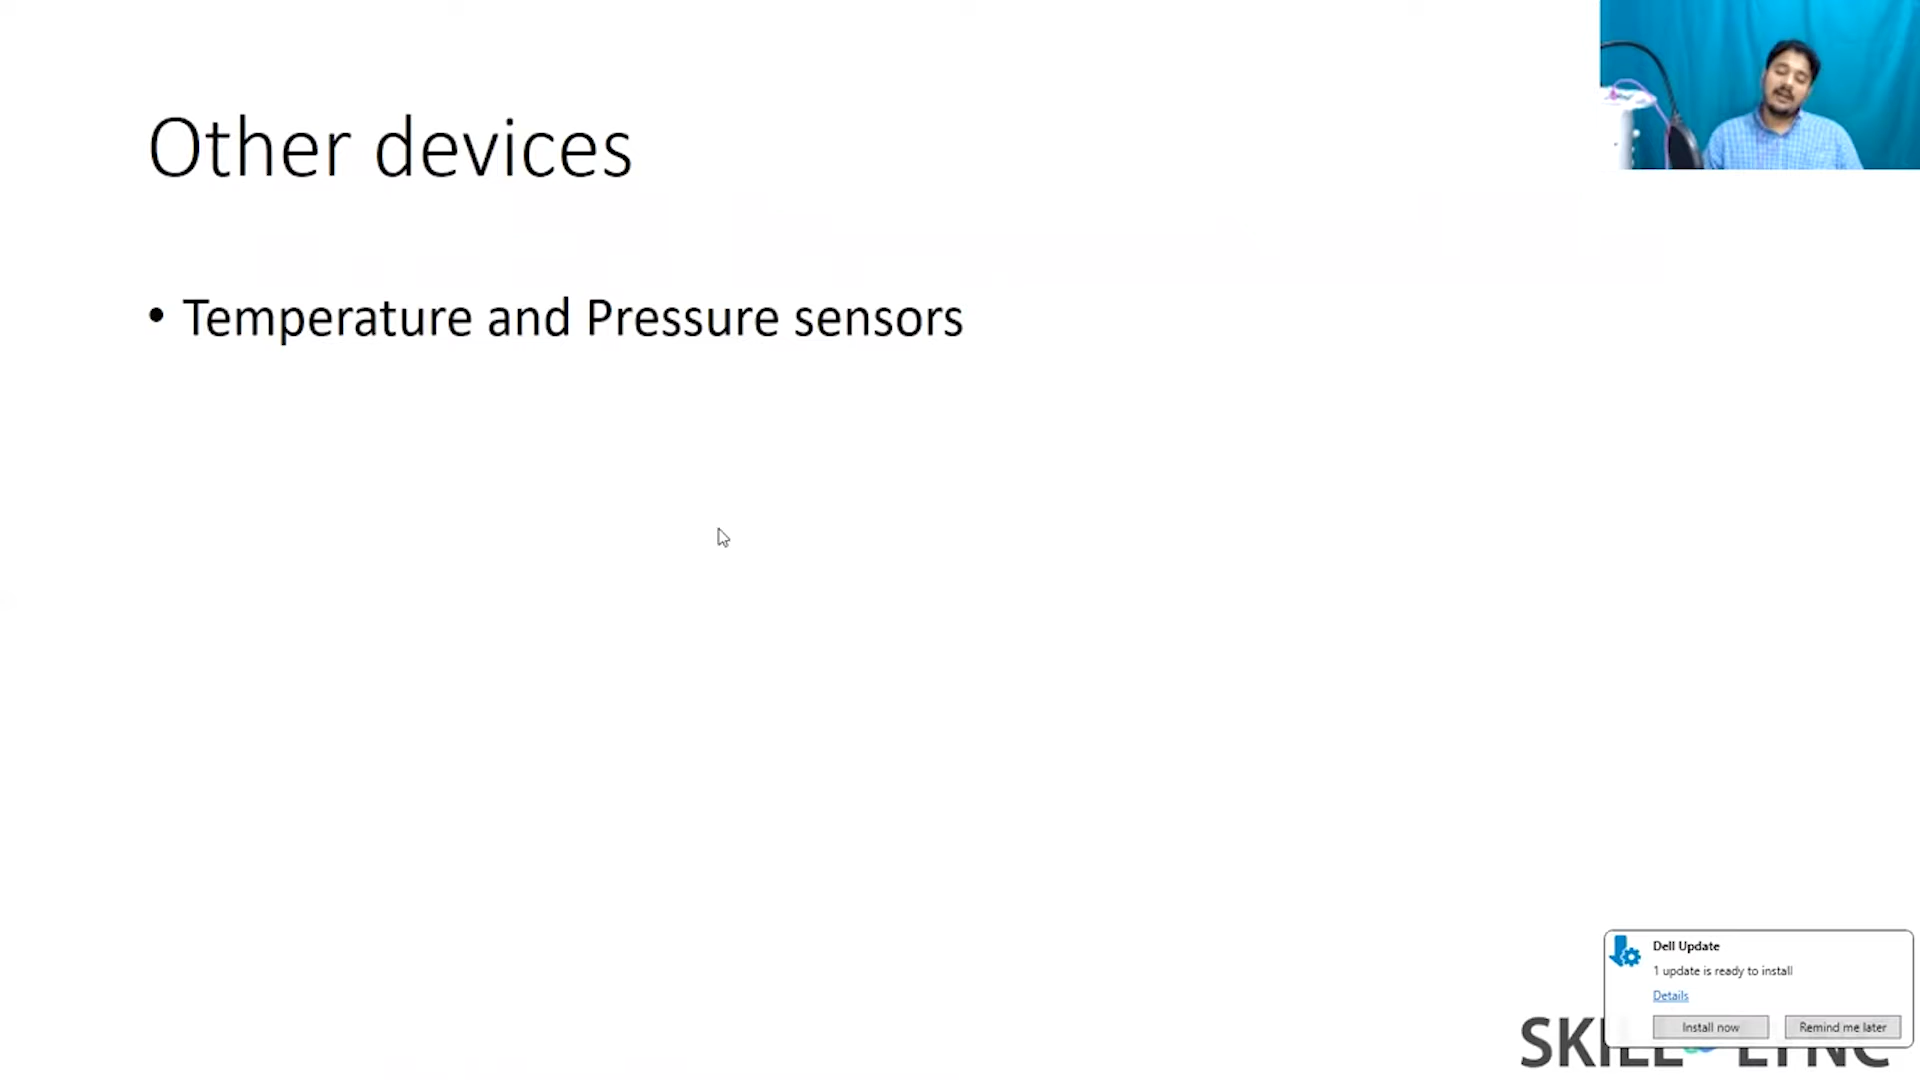 Other devices
• Temperature and Pressure sensors
Dell Update
1 update is ready to install
Details
Install now
Remind me later